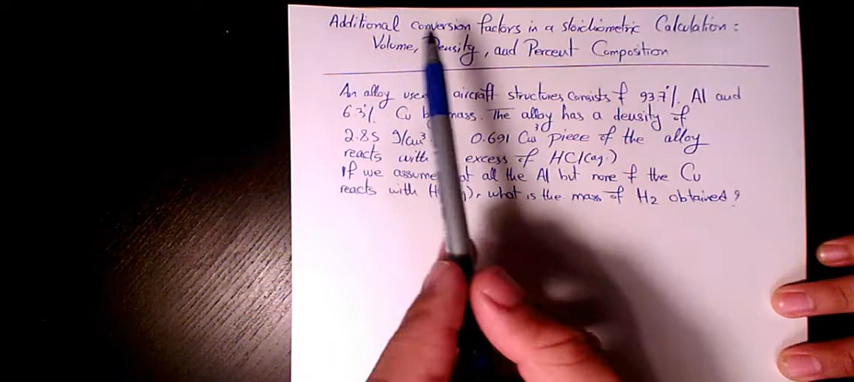 Additional conversion factors in a stoichiometric Calculation:
Volume, Density, and Percent Composition
An alloy used aircraft structures consists of 93.7% Al and
6.3% Cu by mass. The alloy has a density of
2.85 g/cm³ 0.691 cm³ piece of the alloy
reacts with excess of HCl(aq.)
If we assume all the Al but none of the Cu
reacts with what is the mass of H2 obtained?